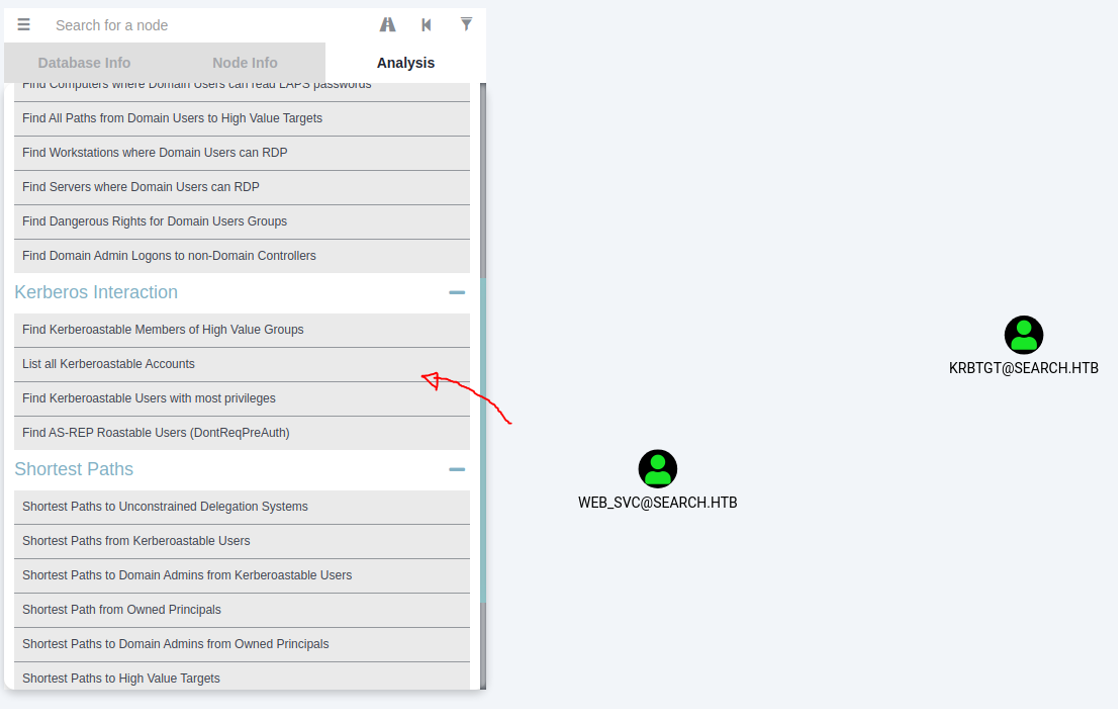 Search for a node
Database Info
Node Info
Analysis
Find Computers where Domain Users can read LAPS passwords
Find All Paths from Domain Users to High Value Targets
Find Workstations where Domain Users can RDP
Find Servers where Domain Users can RDP
Find Dangerous Rights for Domain Users Groups
Find Domain Admin Logons to non-Domain Controllers
Kerberos Interaction
Find Kerberoastable Members of High Value Groups
List all Kerberoastable Accounts
Find Kerberoastable Users with most privileges
Find AS-REP Roastable Users (DontReqPreAuth)
Shortest Paths
Shortest Paths to Unconstrained Delegation Systems
Shortest Paths from Kerberoastable Users
Shortest Paths to Domain Admins from Kerberoastable Users
Shortest Path from Owned Principals
Shortest Paths to Domain Admins from Owned Principals
Shortest Paths to High Value Targets
KRBTGT@SEARCH.HTB
WEB_SVC@SEARCH.HTB